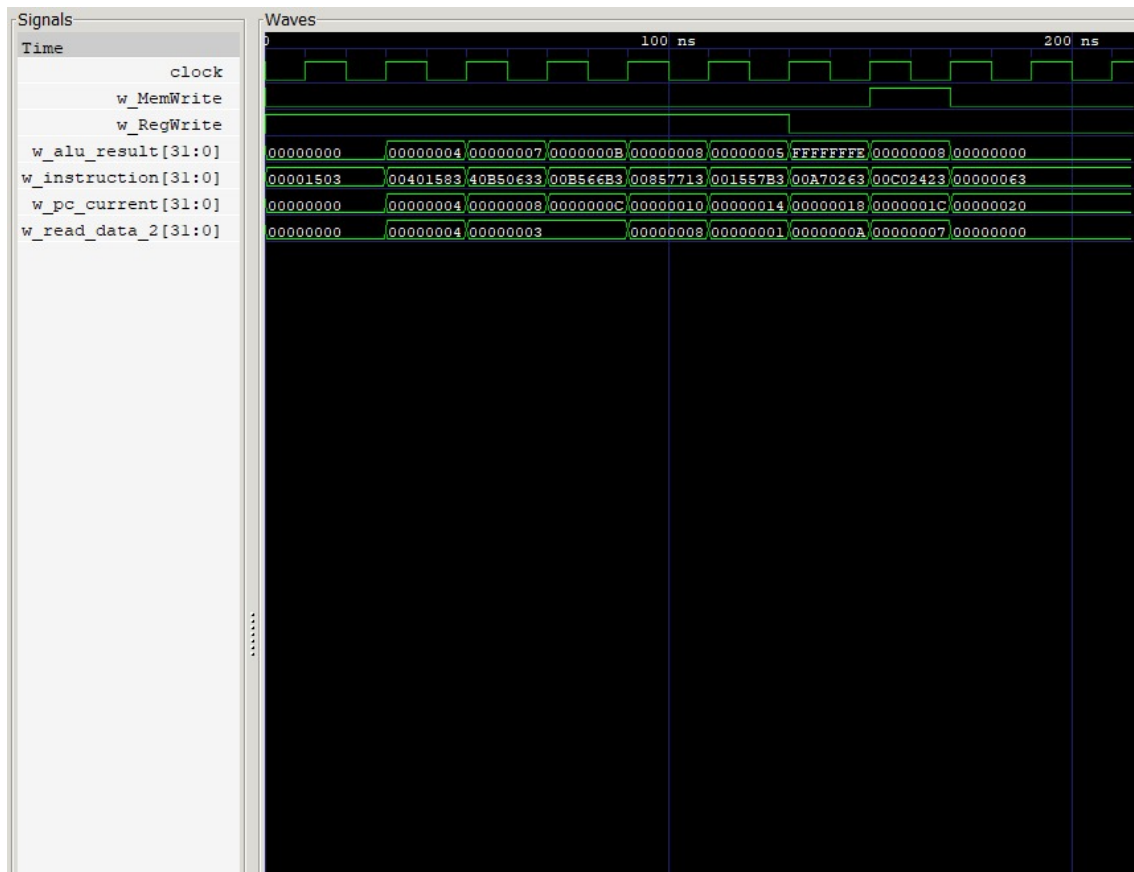 Signals
Waves
Time
0 100 ns 200 ns
clock
w_MemWrite
w_RegWrite
w_alu_result[31:0] 00000000 00000004 00000007 0000000B 00000008 00000005 FFFFFFFE 00000008 00000000
w_instruction[31:0] 00001503 00401583 40B50633 00B566B3 00857713 001557B3 00A70263 00C02423 00000063
w_pc_current[31:0] 00000000 00000004 00000008 0000000C 00000010 00000014 00000018 0000001C 00000020
w_read_data_2[31:0] 00000000 00000004 00000003 00000008 00000001 0000000A 00000007 00000000